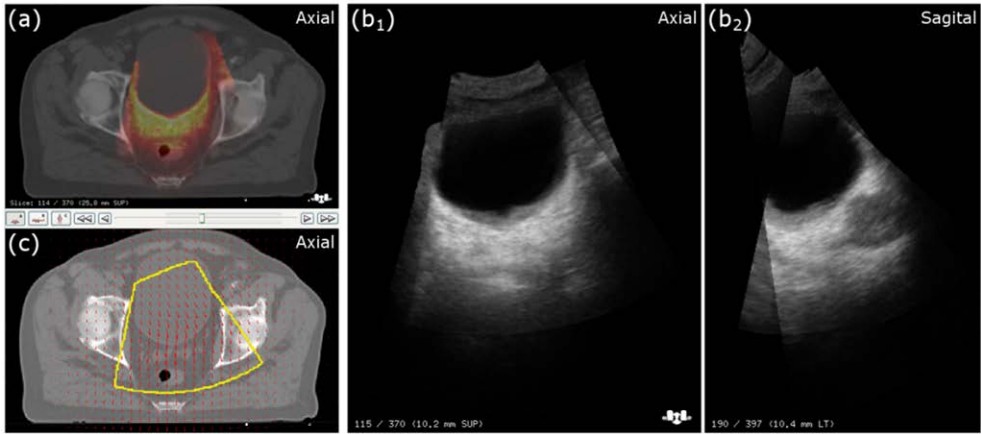 (a) Axial
Slice: 114 / 370 (25,0 mm SUP)
(c) Axial
(b₁) Axial
115 / 370 (10,2 mm SUP)
(b₂) Sagital
190 / 397 (10,4 mm LT)